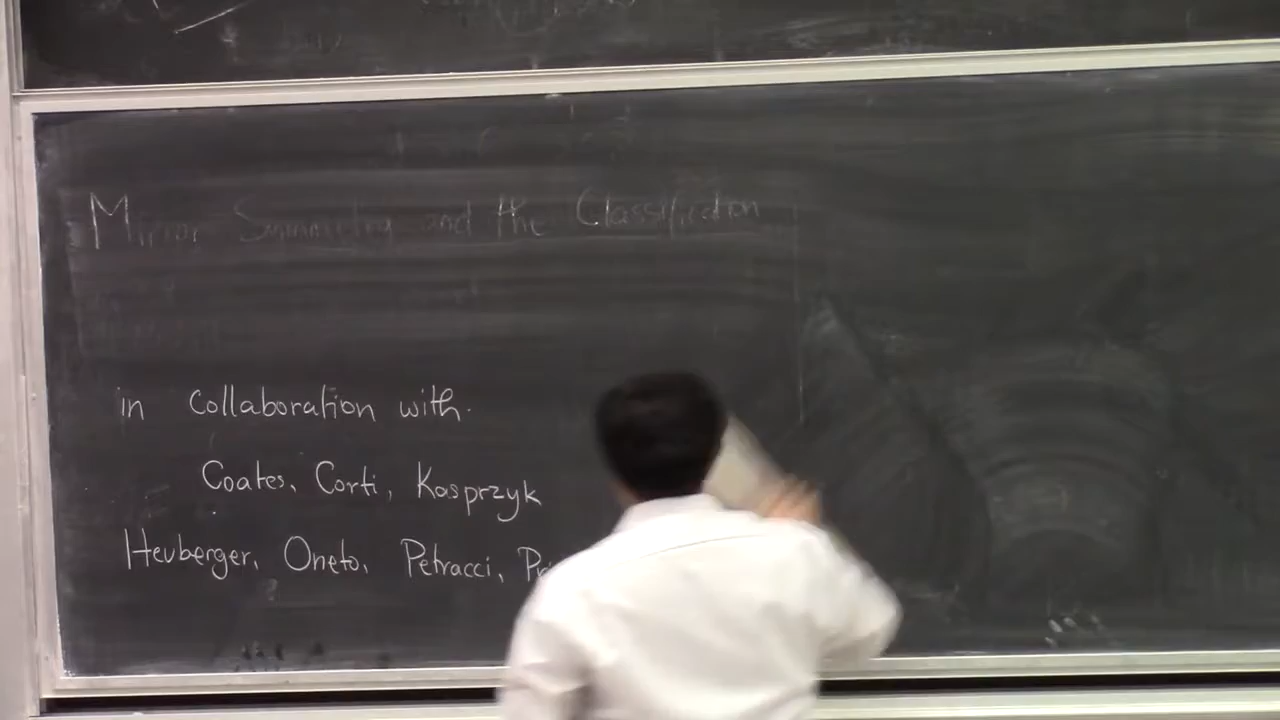 Mirror Symmetry and the Classification
in collaboration with.
Coates, Corti, Kasprzyk
Heuberger, Oneto, Petracci,